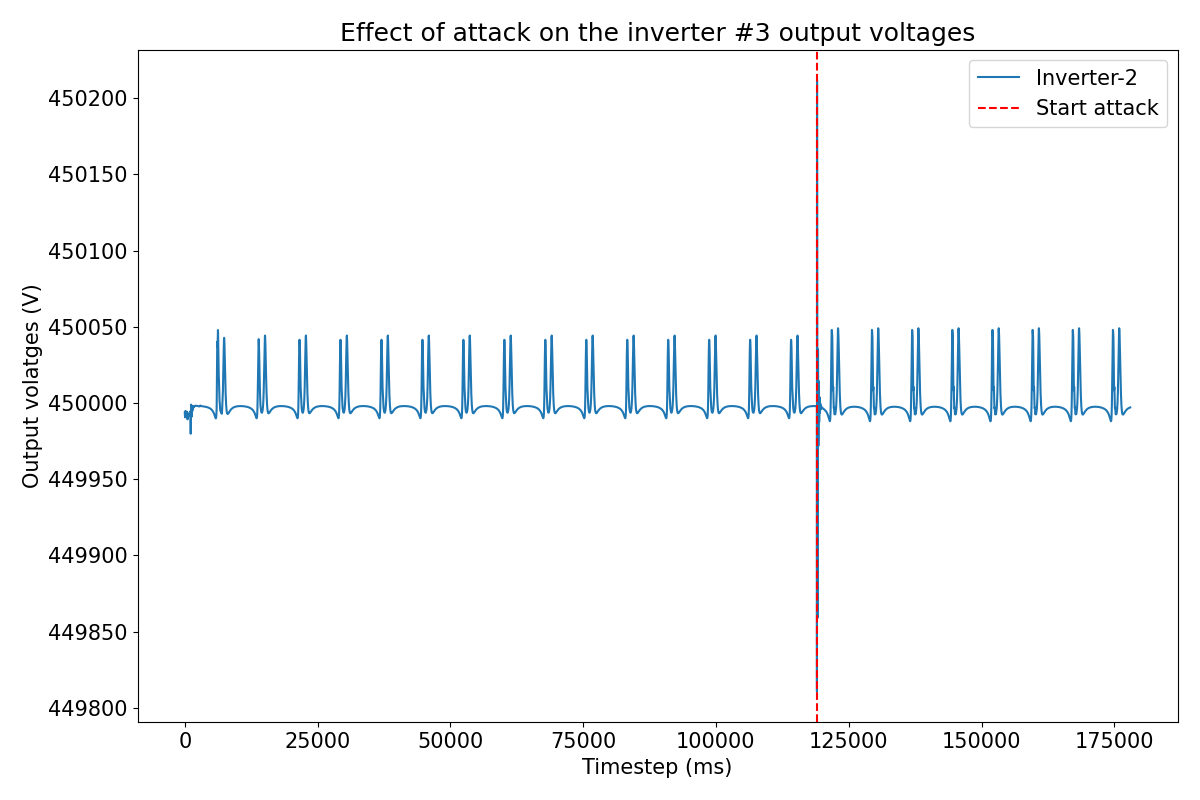 Effect of attack on the inverter #3 output voltages
Inverter-2
Start attack
Output volatges (V)
450200
450150
450100
450050
450000
449950
449900
449850
449800
0 25000 50000 75000 100000 125000 150000 175000
Timestep (ms)